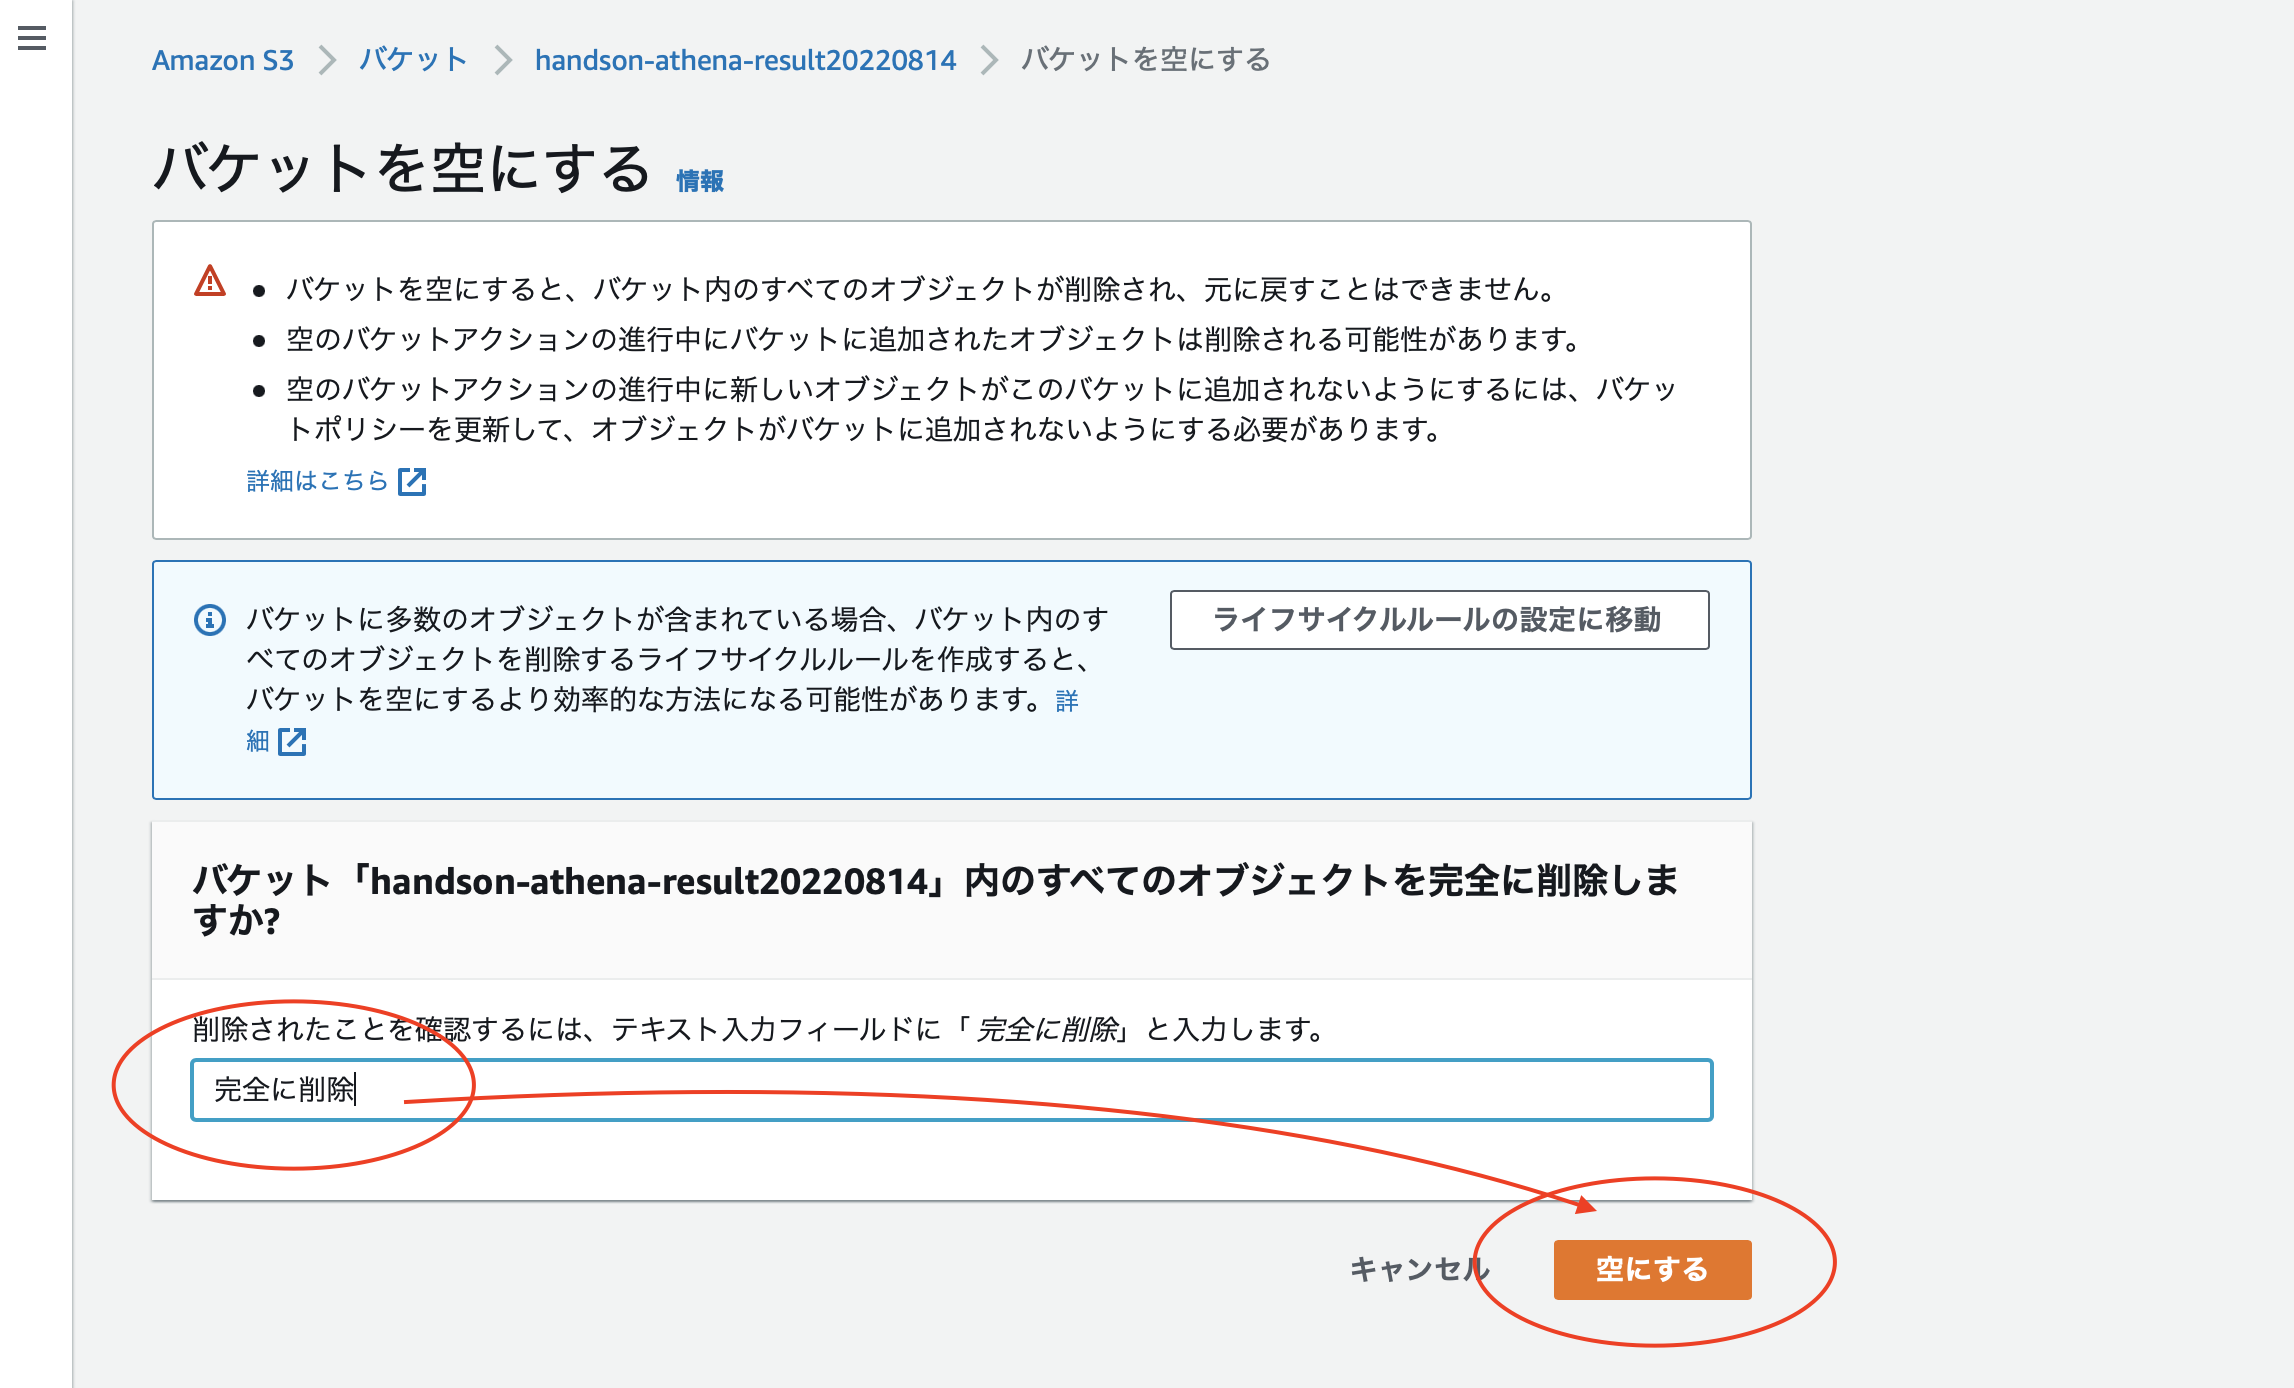 Amazon S3 > バケット > handson-athena-result20220814 > バケットを空にする
バケットを空にする 情報
バケットを空にすると、バケット内のすべてのオブジェクトが削除され、元に戻すことはできません。
空のバケットアクションの進行中にバケットに追加されたオブジェクトは削除される可能性があります。
空のバケットアクションの進行中に新しいオブジェクトがこのバケットに追加されないようにするには、バケッ
トポリシーを更新して、オブジェクトがバケットに追加されないようにする必要があります。
詳細はこちら
バケットに多数のオブジェクトが含まれている場合、バケット内のす
べてのオブジェクトを削除するライフサイクルルールを作成すると、
バケットを空にするより効率的な方法になる可能性があります。詳
細
ライフサイクルルールの設定に移動
バケット「handson-athena-result20220814」内のすべてのオブジェクトを完全に削除しま
すか?
削除されたことを確認するには、テキスト入力フィールドに「 完全に削除」と入力します。
完全に削除
キャンセル
空にする